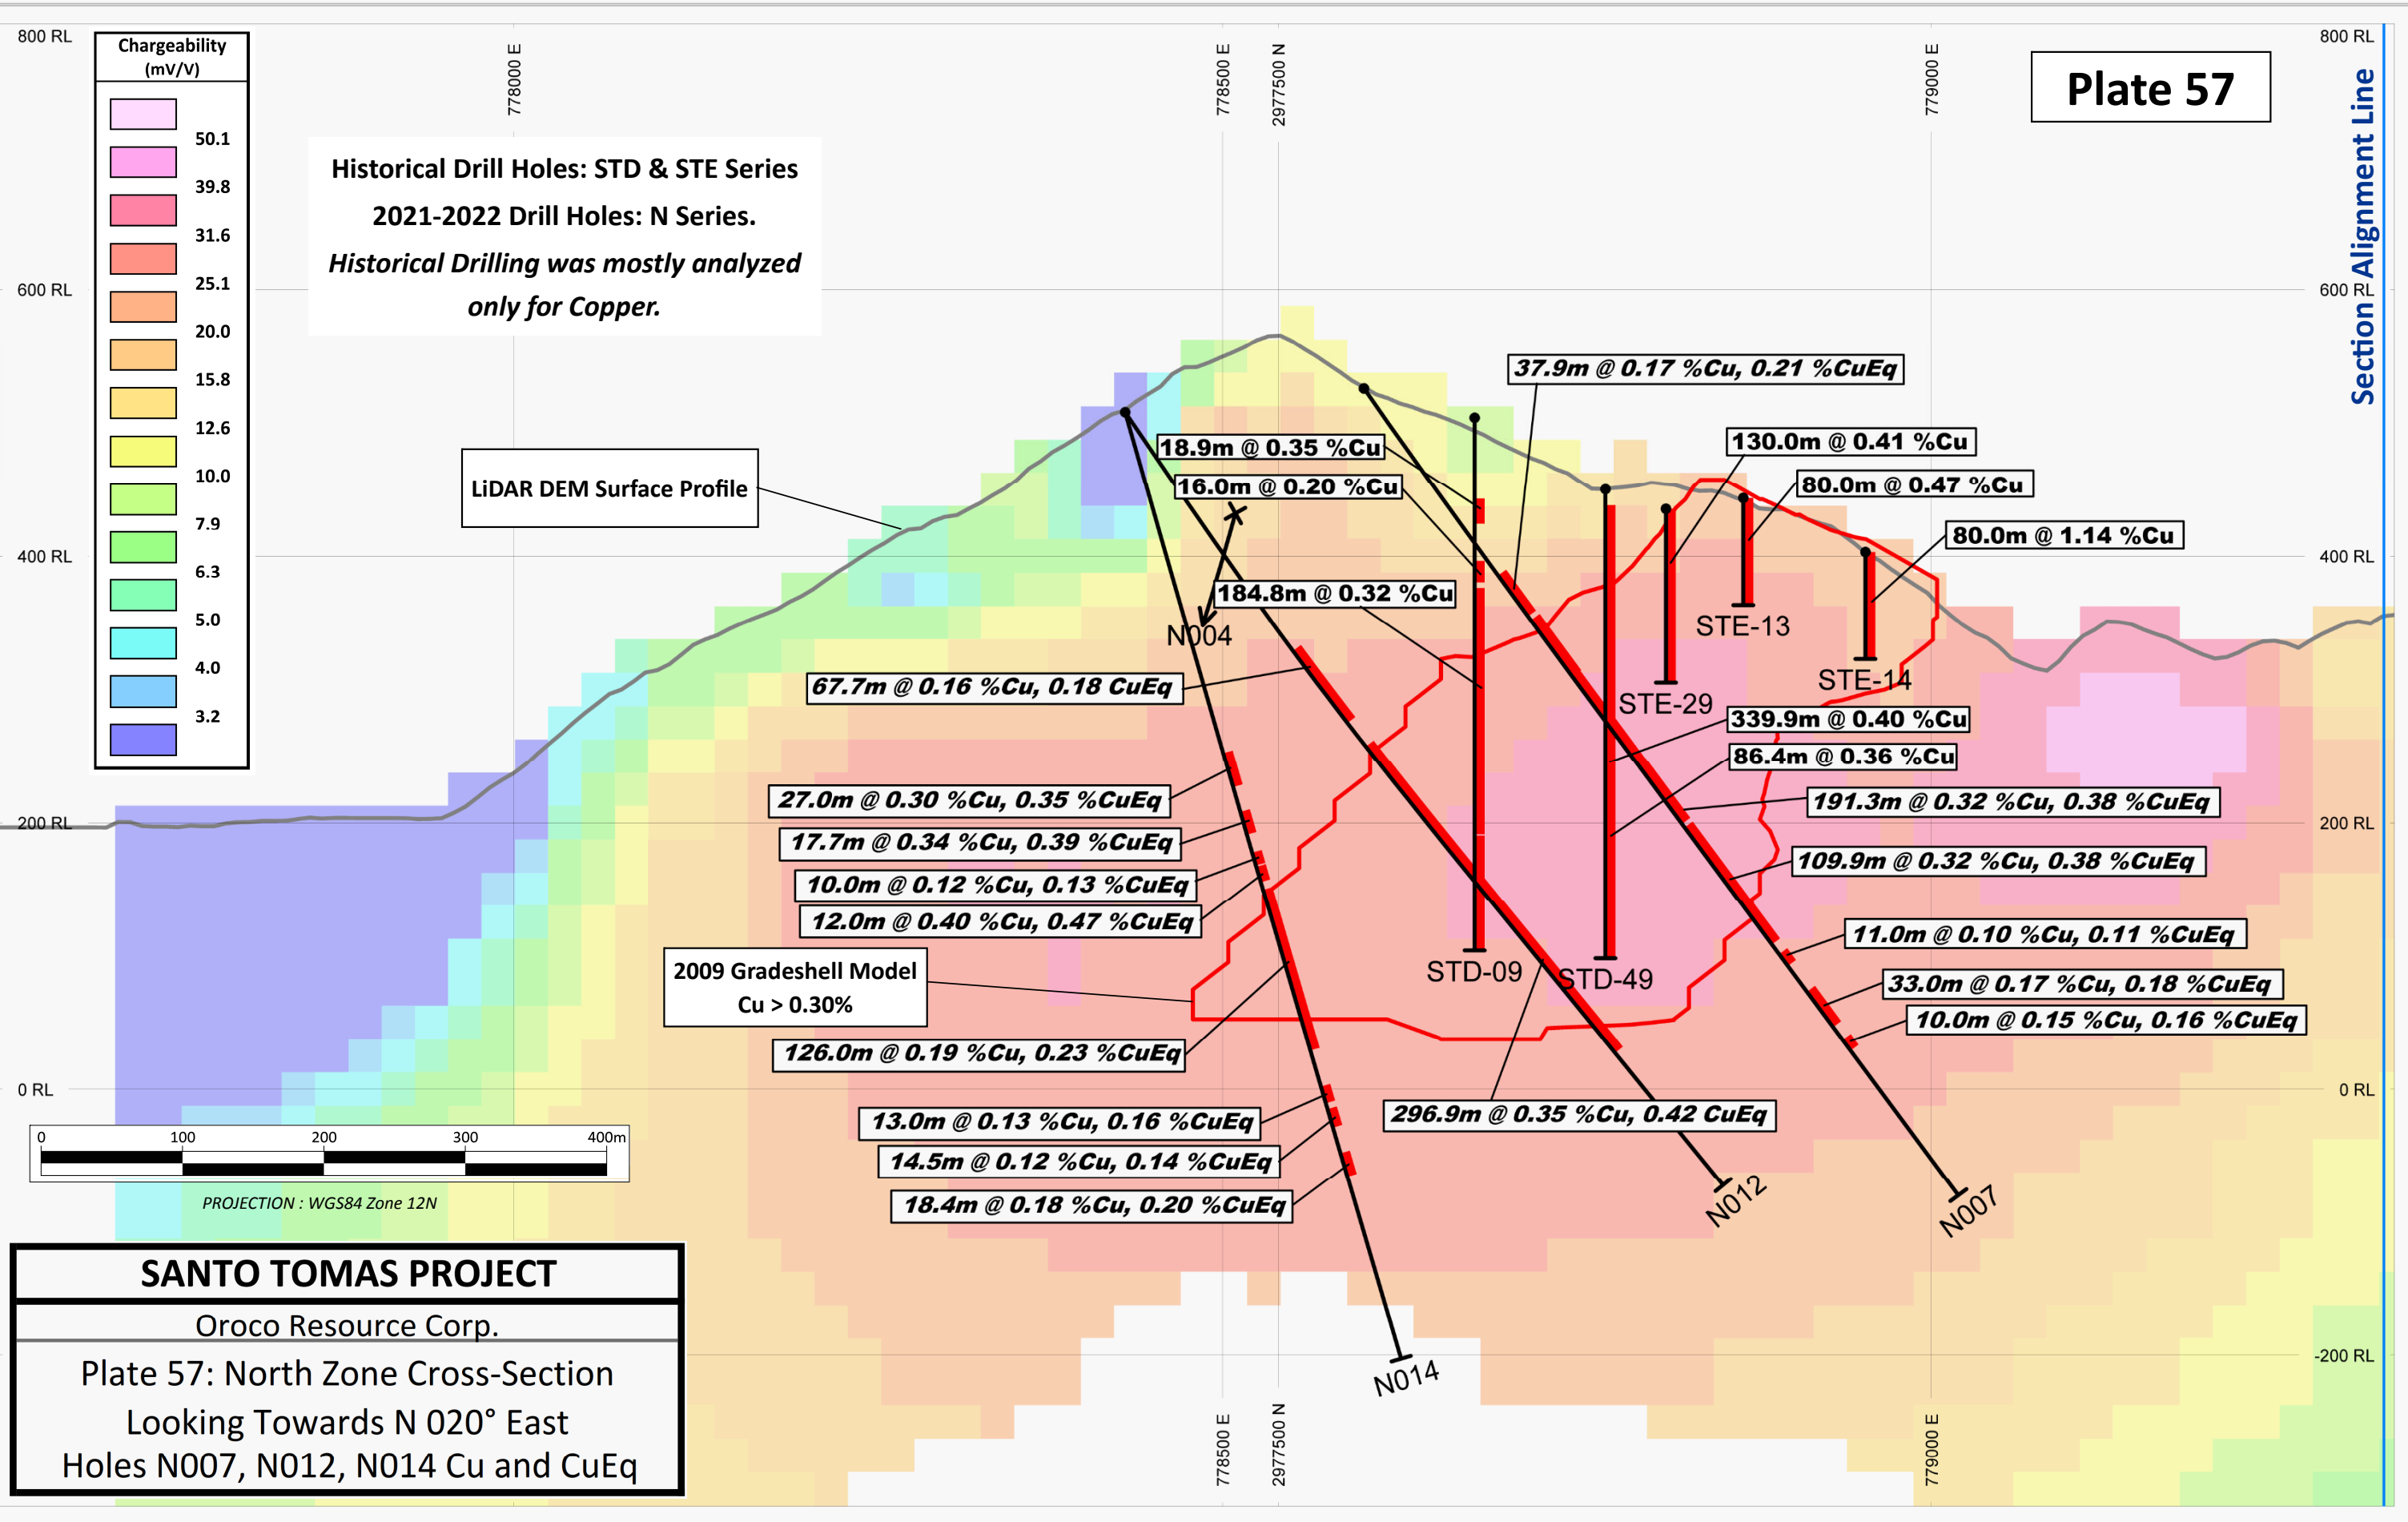 800 RL
Chargeability
(mV/V)
50.1
39.8
31.6
25.1
20.0
15.8
12.6
10.0
7.9
6.3
5.0
4.0
3.2
778000 E
778500 E
2977500 N
779000 E
800 RL
Plate 57
Section Alignment Line
Historical Drill Holes: STD & STE Series
2021-2022 Drill Holes: N Series.
Historical Drilling was mostly analyzed
only for Copper.
600 RL
600 RL
37.9m @ 0.17 %Cu, 0.21 %CuEq
18.9m @ 0.35 %Cu
130.0m @ 0.41 %Cu
16.0m @ 0.20 %Cu
80.0m @ 0.47 %Cu
LiDAR DEM Surface Profile
80.0m @ 1.14 %Cu
400 RL
400 RL
184.8m @ 0.32 %Cu
N004
STE-13
STE-14
STE-29
67.7m @ 0.16 %Cu, 0.18 CuEq
339.9m @ 0.40 %Cu
86.4m @ 0.36 %Cu
27.0m @ 0.30 %Cu, 0.35 %CuEq
191.3m @ 0.32 %Cu, 0.38 %CuEq
200 RL
200 RL
17.7m @ 0.34 %Cu, 0.39 %CuEq
109.9m @ 0.32 %Cu, 0.38 %CuEq
10.0m @ 0.12 %Cu, 0.13 %CuEq
12.0m @ 0.40 %Cu, 0.47 %CuEq
11.0m @ 0.10 %Cu, 0.11 %CuEq
STD-09
STD-49
2009 Gradeshell Model
Cu > 0.30%
33.0m @ 0.17 %Cu, 0.18 %CuEq
10.0m @ 0.15 %Cu, 0.16 %CuEq
126.0m @ 0.19 %Cu, 0.23 %CuEq
0 RL
0 RL
296.9m @ 0.35 %Cu, 0.42 CuEq
13.0m @ 0.13 %Cu, 0.16 %CuEq
14.5m @ 0.12 %Cu, 0.14 %CuEq
18.4m @ 0.18 %Cu, 0.20 %CuEq
0 100 200 300 400m
PROJECTION : WGS84 Zone 12N
N012
N007
N014
-200 RL
SANTO TOMAS PROJECT
Oroco Resource Corp.
Plate 57: North Zone Cross-Section
Looking Towards N 020° East
Holes N007, N012, N014 Cu and CuEq
778500 E
2977500 N
779000 E